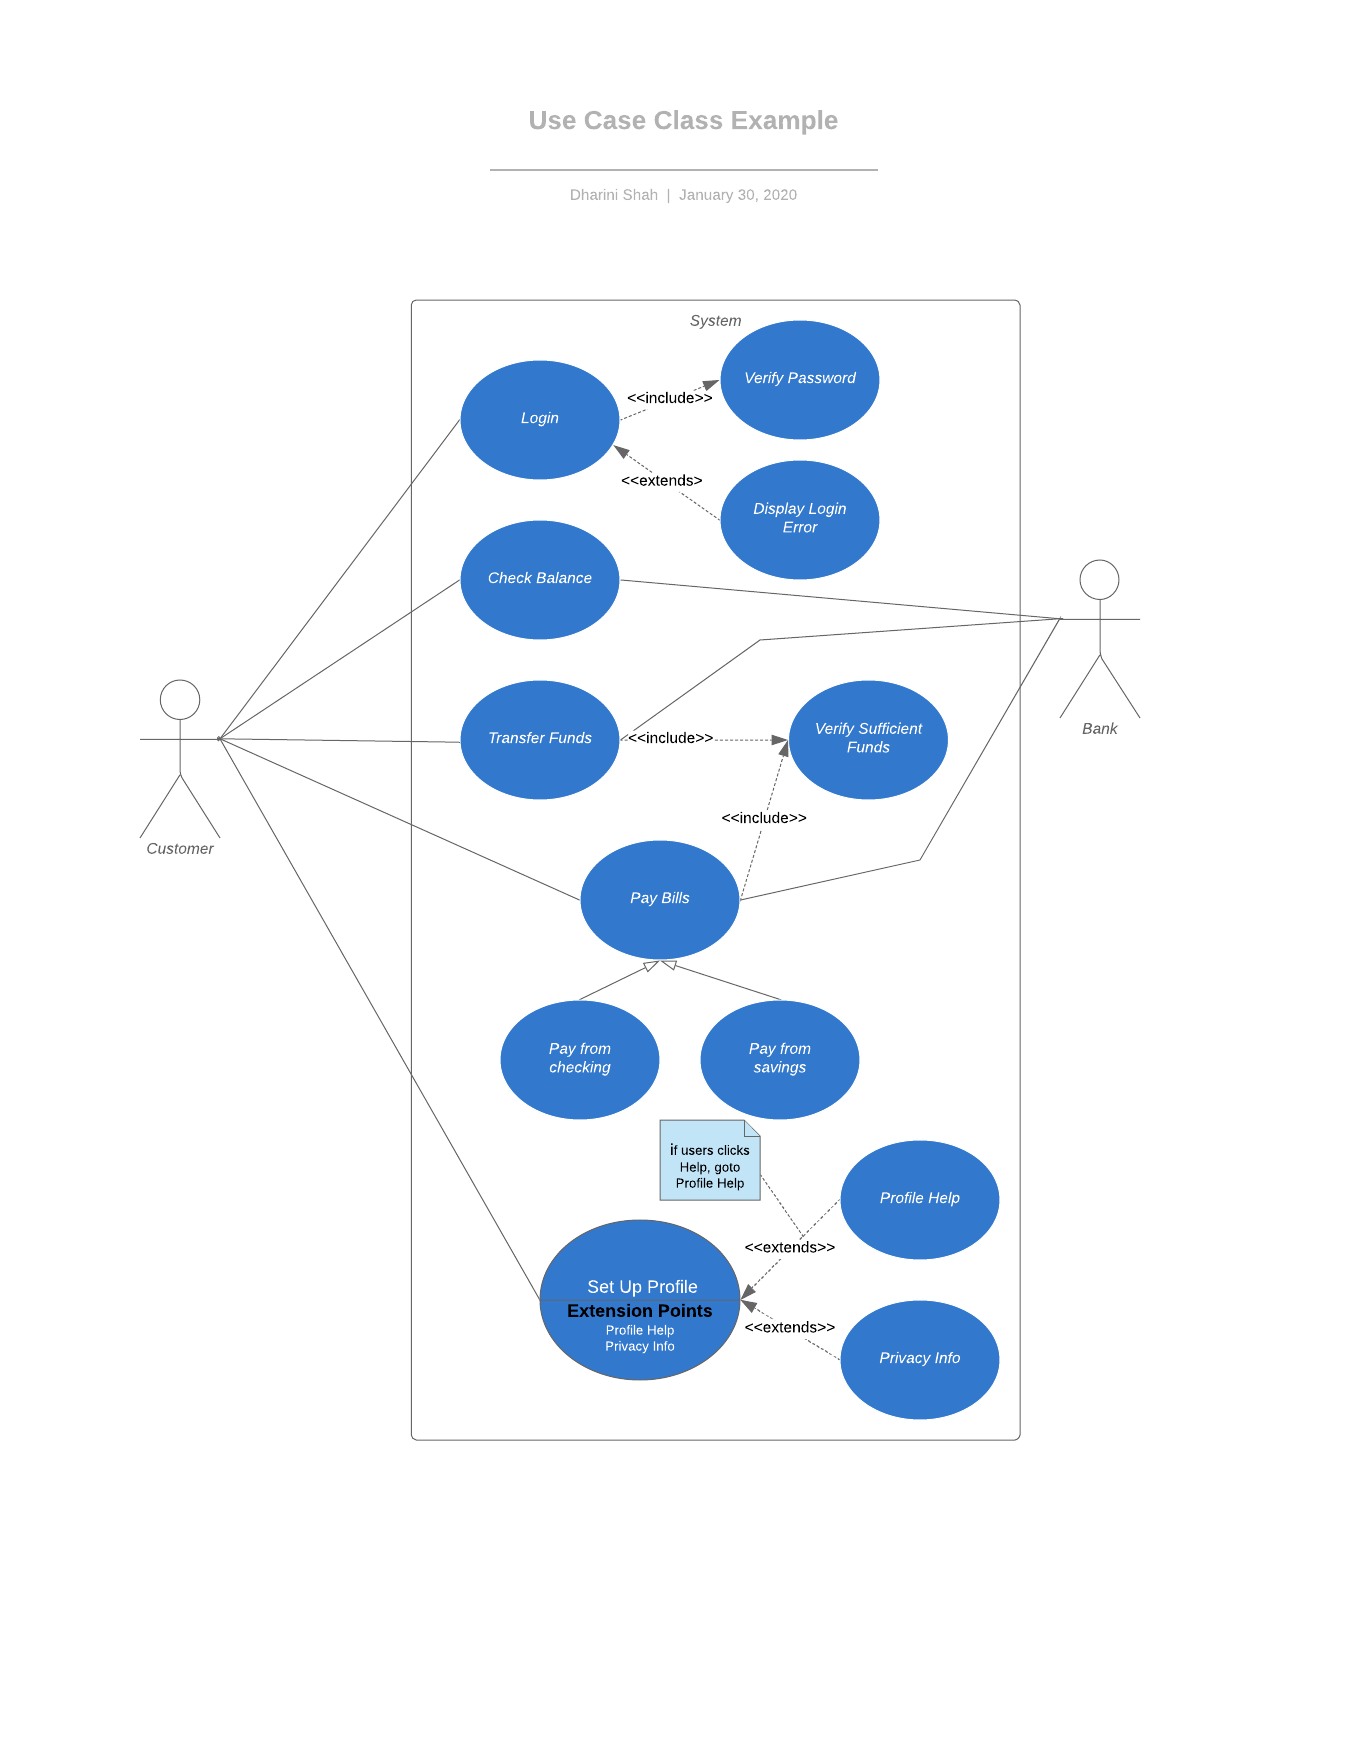 Use Case Class Example
Dharini Shah | January 30, 2020
System
Verify Password
<<include>>
Login
<<extends>
Display Login
Error
Check Balance
Bank
Transfer Funds
<<include>>
Verify Sufficient
Funds
Customer
<<include>>
Pay Bills
Pay from
checking
Pay from
savings
if users clicks
Help, goto
Profile Help
Profile Help
<<extends>>
Set Up Profile
Extension Points
Profile Help
Privacy Info
<<extends>>
Privacy Info